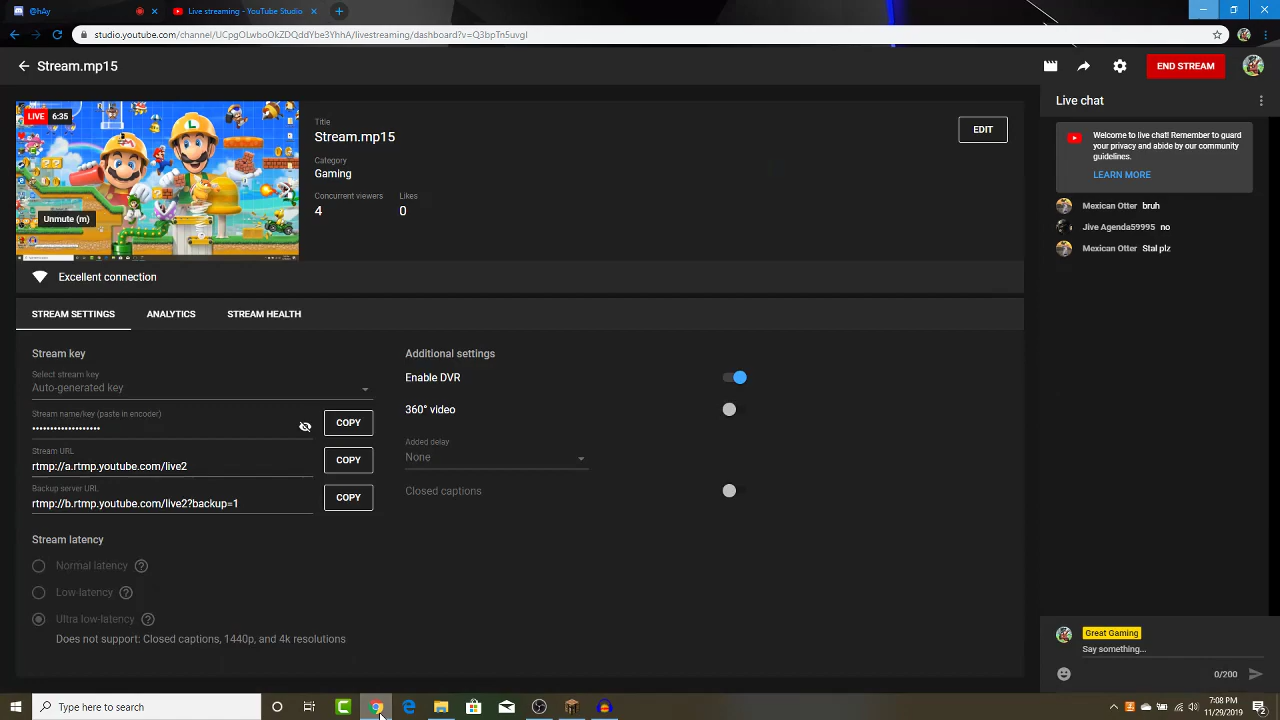 @hAy
Live streaming - YouTube Studio
studio.youtube.com/channel/UCpgOLwboOkZDQddYbe3YhhA/livestreaming/dashboard?v=Q3bpTn5uvgI
Stream.mp15
END STREAM
LIVE 6:35
Unmute (m)
Title
Stream.mp15
Category
Gaming
Concurrent viewers Likes
4 0
EDIT
Excellent connection
STREAM SETTINGS ANALYTICS STREAM HEALTH
Stream key
Select stream key
Auto-generated key
Stream name/key (paste in encoder)
••••••••••••••••••• COPY
Stream URL
rtmp://a.rtmp.youtube.com/live2 COPY
Backup server URL
rtmp://b.rtmp.youtube.com/live2?backup=1 COPY
Stream latency
Normal latency ?
Low-latency ?
Ultra low-latency ?
Does not support: Closed captions, 1440p, and 4k resolutions
Additional settings
Enable DVR
360° video
Added delay
None
Closed captions
Live chat
Welcome to live chat! Remember to guard
your privacy and abide by our community
guidelines.
LEARN MORE
Mexican Otter bruh
Jive Agenda59995 no
Mexican Otter Stal plz
Great Gaming
Say something...
0/200
Type here to search
7:08 PM
11/29/2019
2